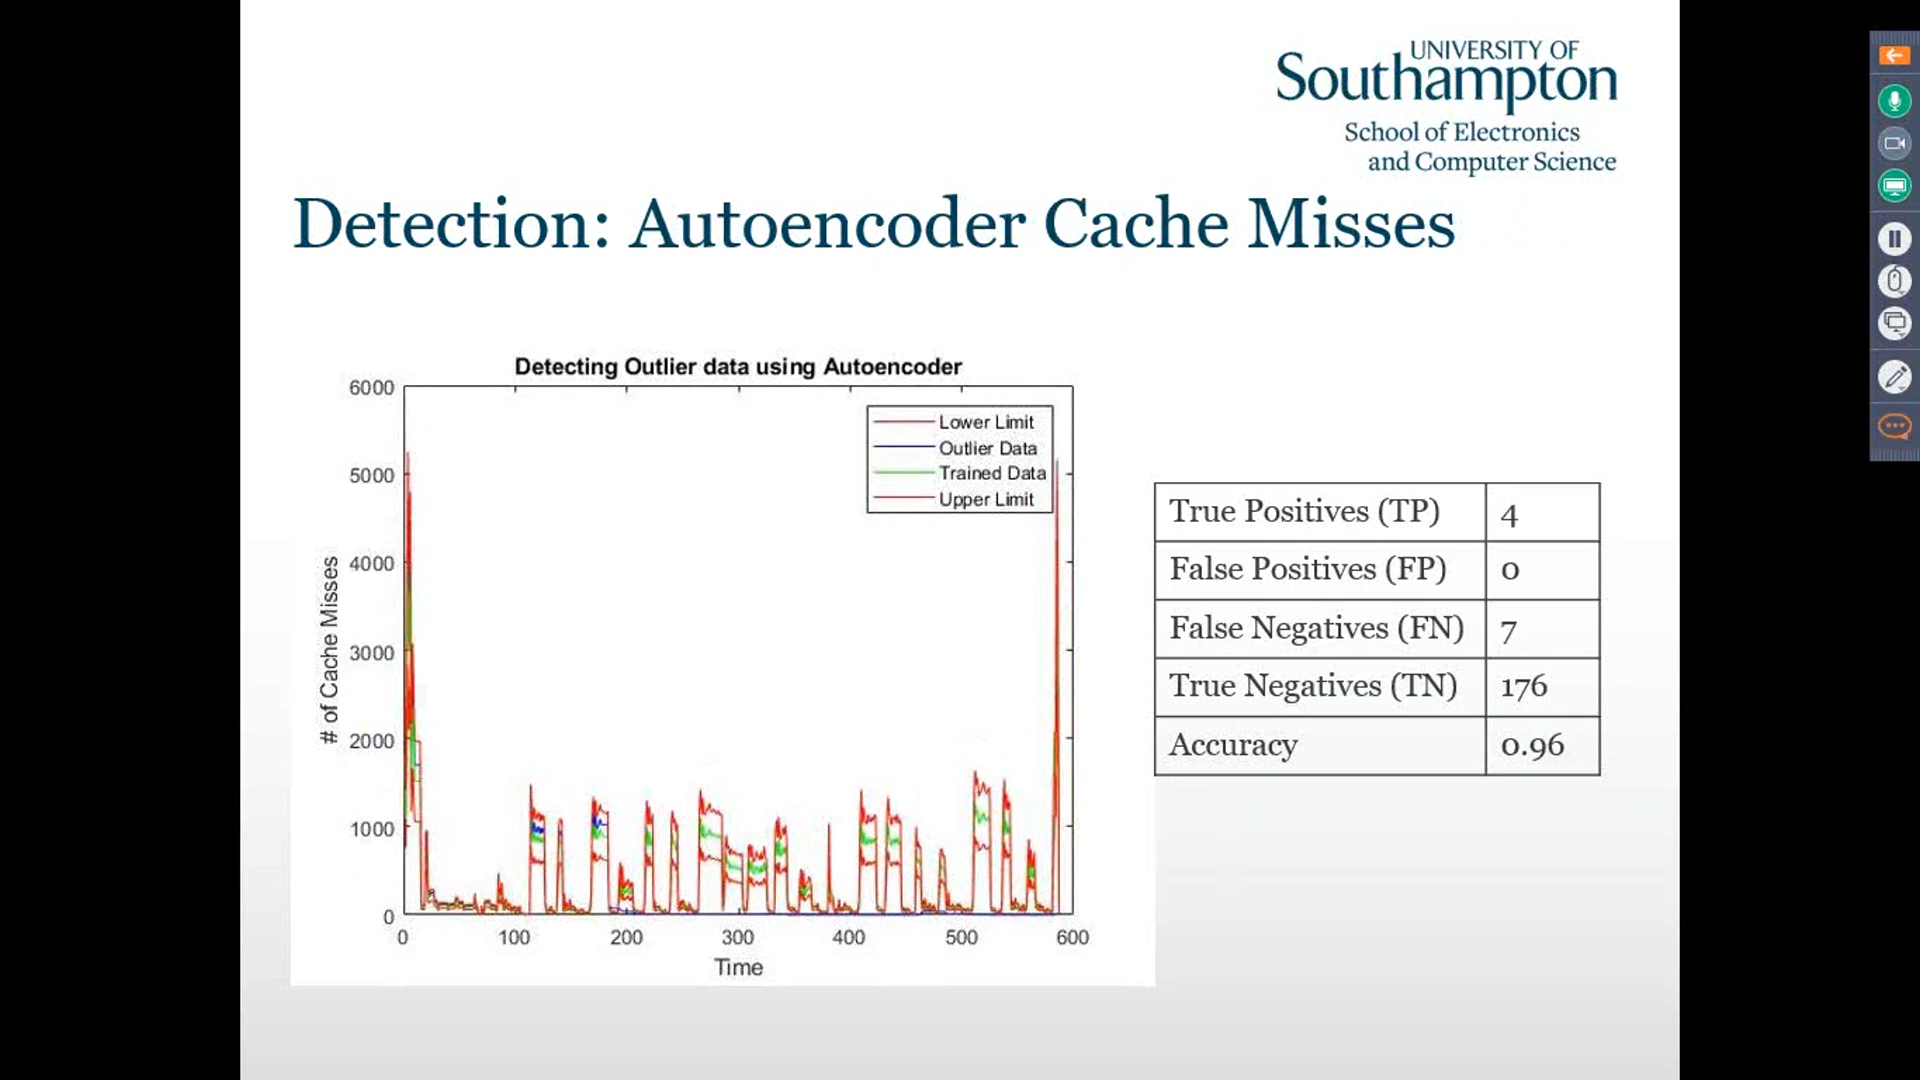 UNIVERSITY OF
Southampton
School of Electronics
and Computer Science
Detection: Autoencoder Cache Misses
Detecting Outlier data using Autoencoder
6000
5000
4000
3000
2000
1000
0
# of Cache Misses
Lower Limit
Outlier Data
Trained Data
Upper Limit
0 100 200 300 400 500 600
Time
True Positives (TP) 4
False Positives (FP) 0
False Negatives (FN) 7
True Negatives (TN) 176
Accuracy 0.96